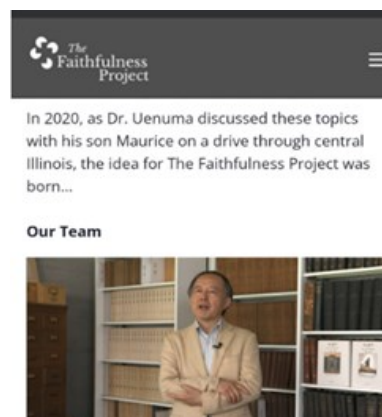 The
Faithfulness
Project
In 2020, as Dr. Uenuma discussed these topics
with his son Maurice on a drive through central
Illinois, the idea for The Faithfulness Project was
born...
Our Team